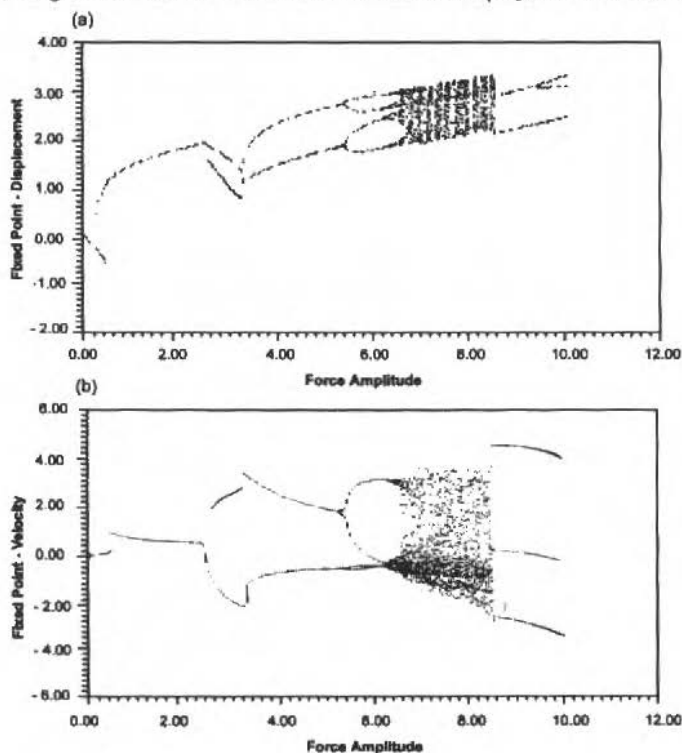 (a)
4.00
3.00
2.00
1.00
0.00
-1.00
-2.00
Fixed Point - Displacement
0.00 2.00 4.00 6.00 8.00 10.00 12.00
Force Amplitude
(b)
6.00
4.00
2.00
0.00
-2.00
-4.00
-6.00
Fixed Point - Velocity
0.00 2.00 4.00 6.00 8.00 10.00 12.00
Force Amplitude